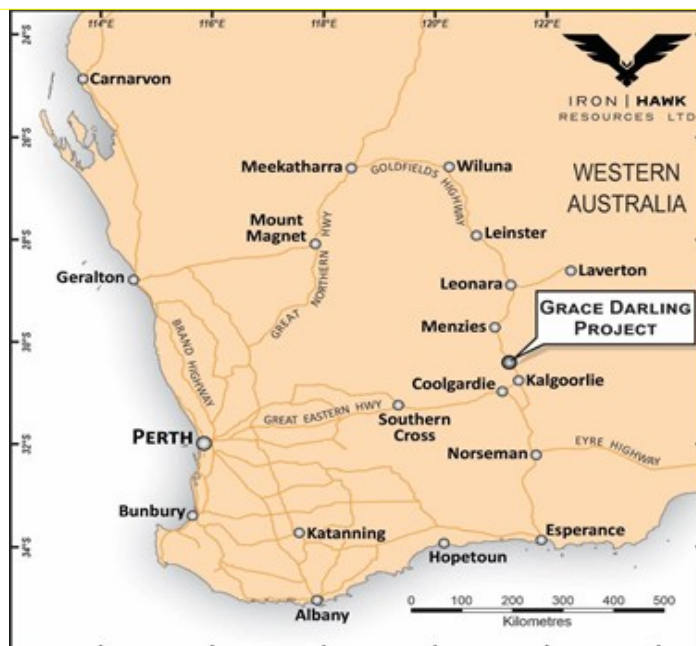 114°E
116°E
118°E
120°E
122°E
24°S
26°S
28°S
30°S
32°S
34°S
IRON | HAWK
RESOURCES LTD
WESTERN
AUSTRALIA
Carnarvon
Meekatharra
GOLDFIELDS HIGHWAY
Wiluna
Mount
Magnet
GREAT NORTHERN HWY
Leinster
Geralton
Leonara
Laverton
BRAND HIGHWAY
Menzies
GRACE DARLING
PROJECT
Coolgardie
Kalgoorlie
GREAT EASTERN HWY
Southern
Cross
PERTH
Norseman
EYRE HIGHWAY
Bunbury
Katanning
Hopetoun
Esperance
Albany
0 100 200 300 400 500
Kilometres